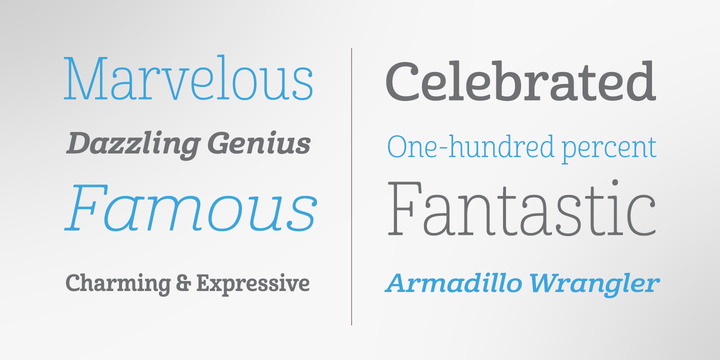 Marvelous
Dazzling Genius
Famous
Charming & Expressive
Celebrated
One-hundred percent
Fantastic
Armadillo Wrangler